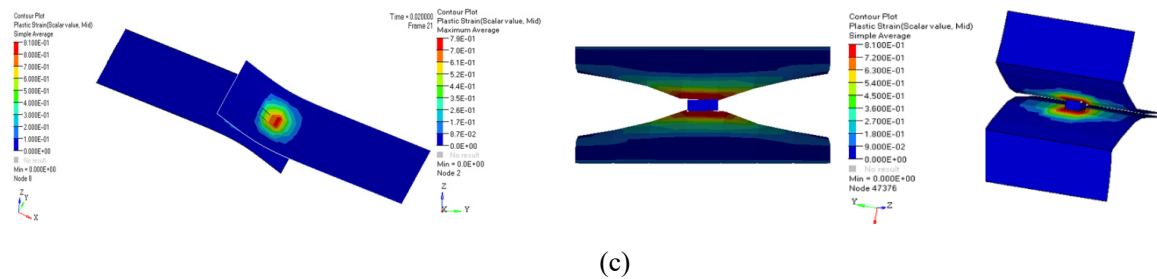 Contour Plot
Plastic Strain(Scalar value, Mid)
Simple Average
8.100E-01
8.000E-01
7.000E-01
6.000E-01
5.000E-01
4.000E-01
3.000E-01
2.000E-01
1.000E-01
0.000E+00
No result
Min = 0.000E+00
Node 8
Z
Y
X
Time = 0.020000
Frame 21
Contour Plot
Plastic Strain(Scalar value, Mid)
Maximum Average
7.9E-01
7.0E-01
6.1E-01
5.2E-01
4.4E-01
3.5E-01
2.6E-01
1.7E-01
8.7E-02
0.0E+00
No result
Min = 0.0E+00
Node 2
Z
X
Y
Contour Plot
Plastic Strain(Scalar value, Mid)
Simple Average
8.100E-01
7.200E-01
6.300E-01
5.400E-01
4.500E-01
3.600E-01
2.700E-01
1.800E-01
9.000E-02
0.000E+00
No result
Min = 0.000E+00
Node 47376
Y
Z
(c)